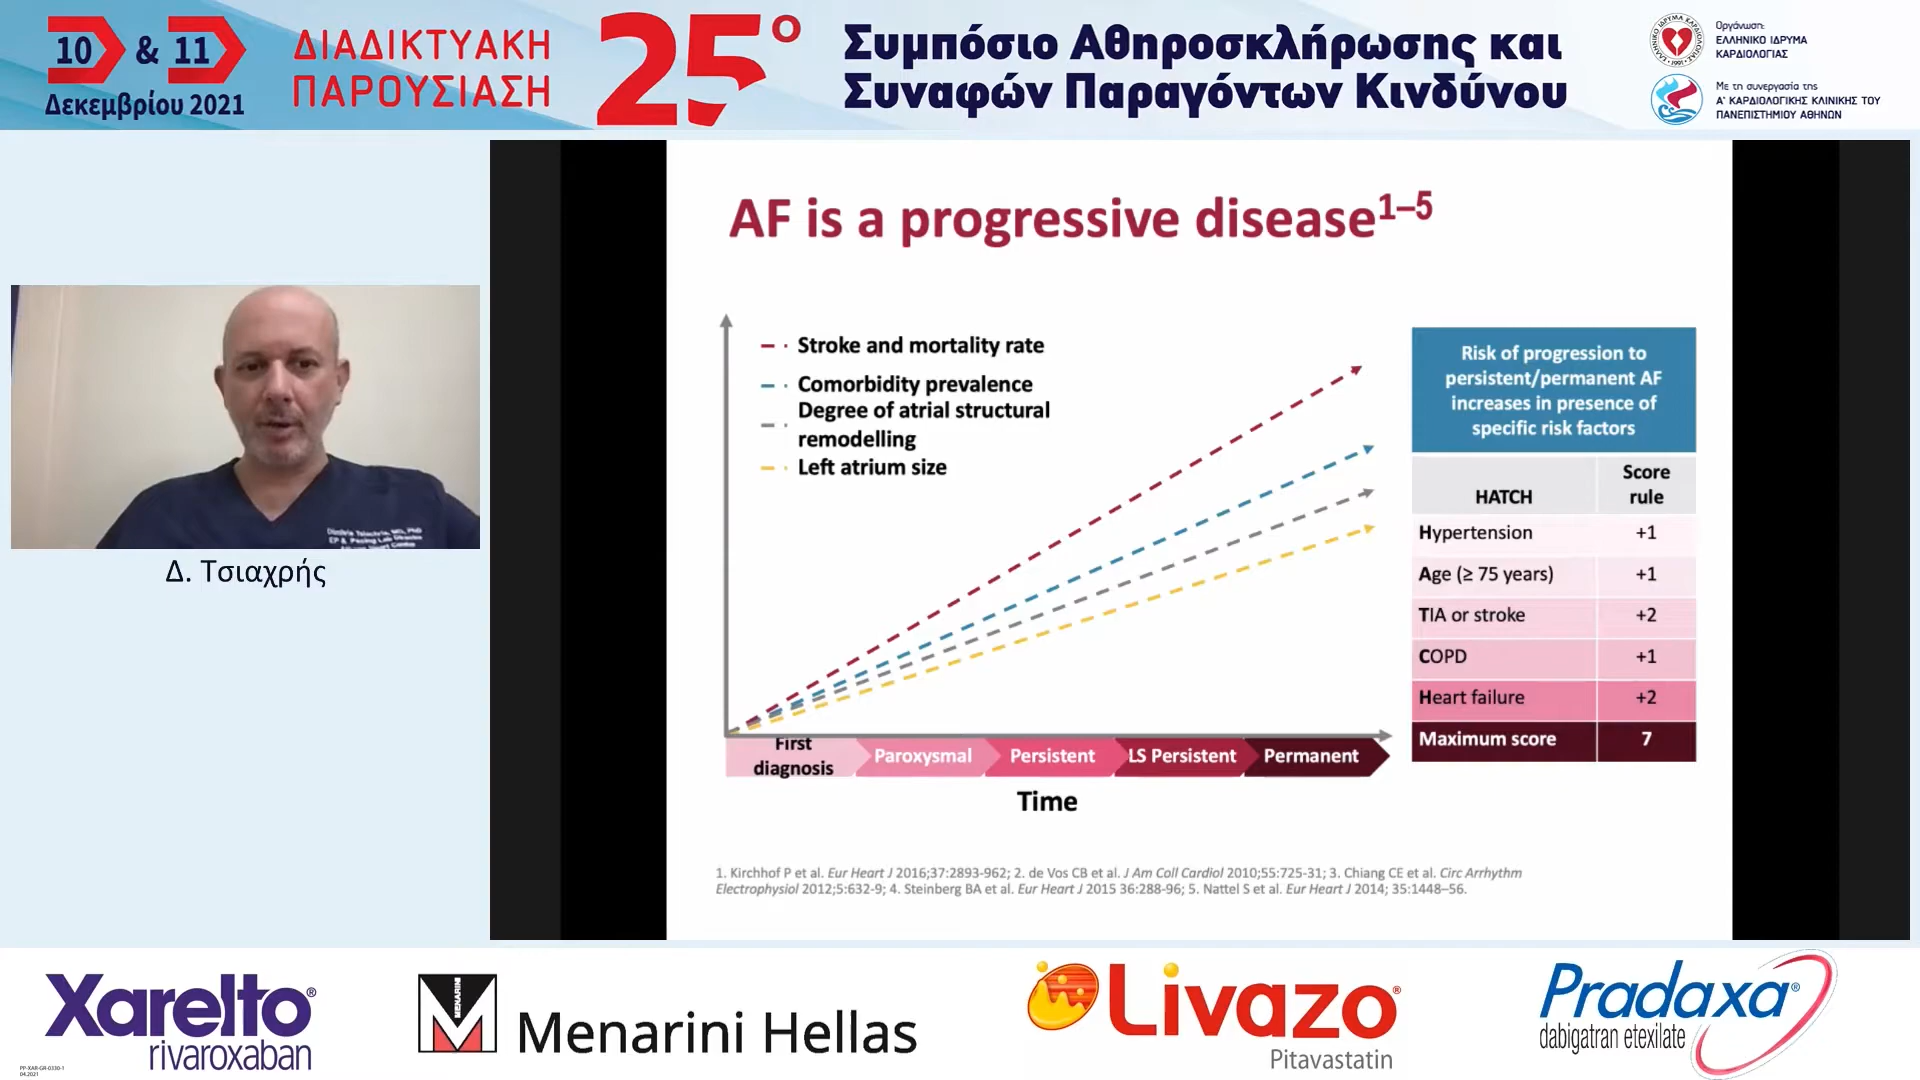 10 & 11
Δεκεμβρίου 2021
ΔΙΑΔΙΚΤΥΑΚΗ
ΠΑΡΟΥΣΙΑΣΗ
25ο
Συμπόσιο Αθηροσκλήρωσης και
Συναφών Παραγόντων Κινδύνου
Οργάνωση:
ΕΛΛΗΝΙΚΟ ΙΔΡΥΜΑ
ΚΑΡΔΙΟΛΟΓΙΑΣ
Με τη συνεργασία της
Α' ΚΑΡΔΙΟΛΟΓΙΚΗΣ ΚΛΙΝΙΚΗΣ ΤΟΥ
ΠΑΝΕΠΙΣΤΗΜΙΟΥ ΑΘΗΝΩΝ
Δ. Τσιαχρής
AF is a progressive disease1–5
Stroke and mortality rate
Comorbidity prevalence
Degree of atrial structural
remodelling
Left atrium size
First
diagnosis
Paroxysmal
Persistent
LS Persistent
Permanent
Time
Risk of progression to
persistent/permanent AF
increases in presence of
specific risk factors
HATCH Score rule
Hypertension +1
Age (≥ 75 years) +1
TIA or stroke +2
COPD +1
Heart failure +2
Maximum score 7
1. Kirchhof P et al. Eur Heart J 2016;37:2893-962; 2. de Vos CB et al. J Am Coll Cardiol 2010;55:725-31; 3. Chiang CE et al. Circ Arrhythm
Electrophysiol 2012;5:632-9; 4. Steinberg BA et al. Eur Heart J 2015 36:288-96; 5. Nattel S et al. Eur Heart J 2014; 35:1448–56.
Xarelto®
rivaroxaban
PP-XAR-GR-0330-1
04.2021
MENARINI
Menarini Hellas
Livazo®
Pitavastatin
Pradaxa®
dabigatran etexilate